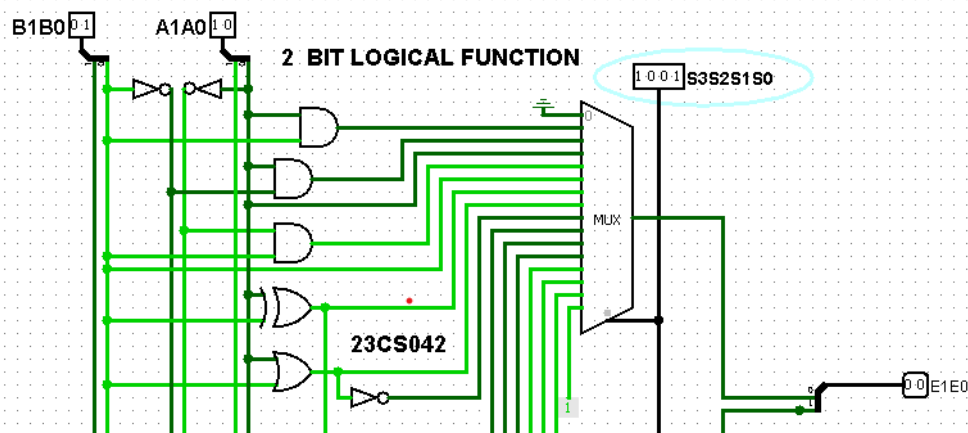 B1B0 0 1 A1A0 1 0
2 BIT LOGICAL FUNCTION
1 0 0 1 S3S2S1S0
0
MUX
23CS042
1
0 0 E1E0